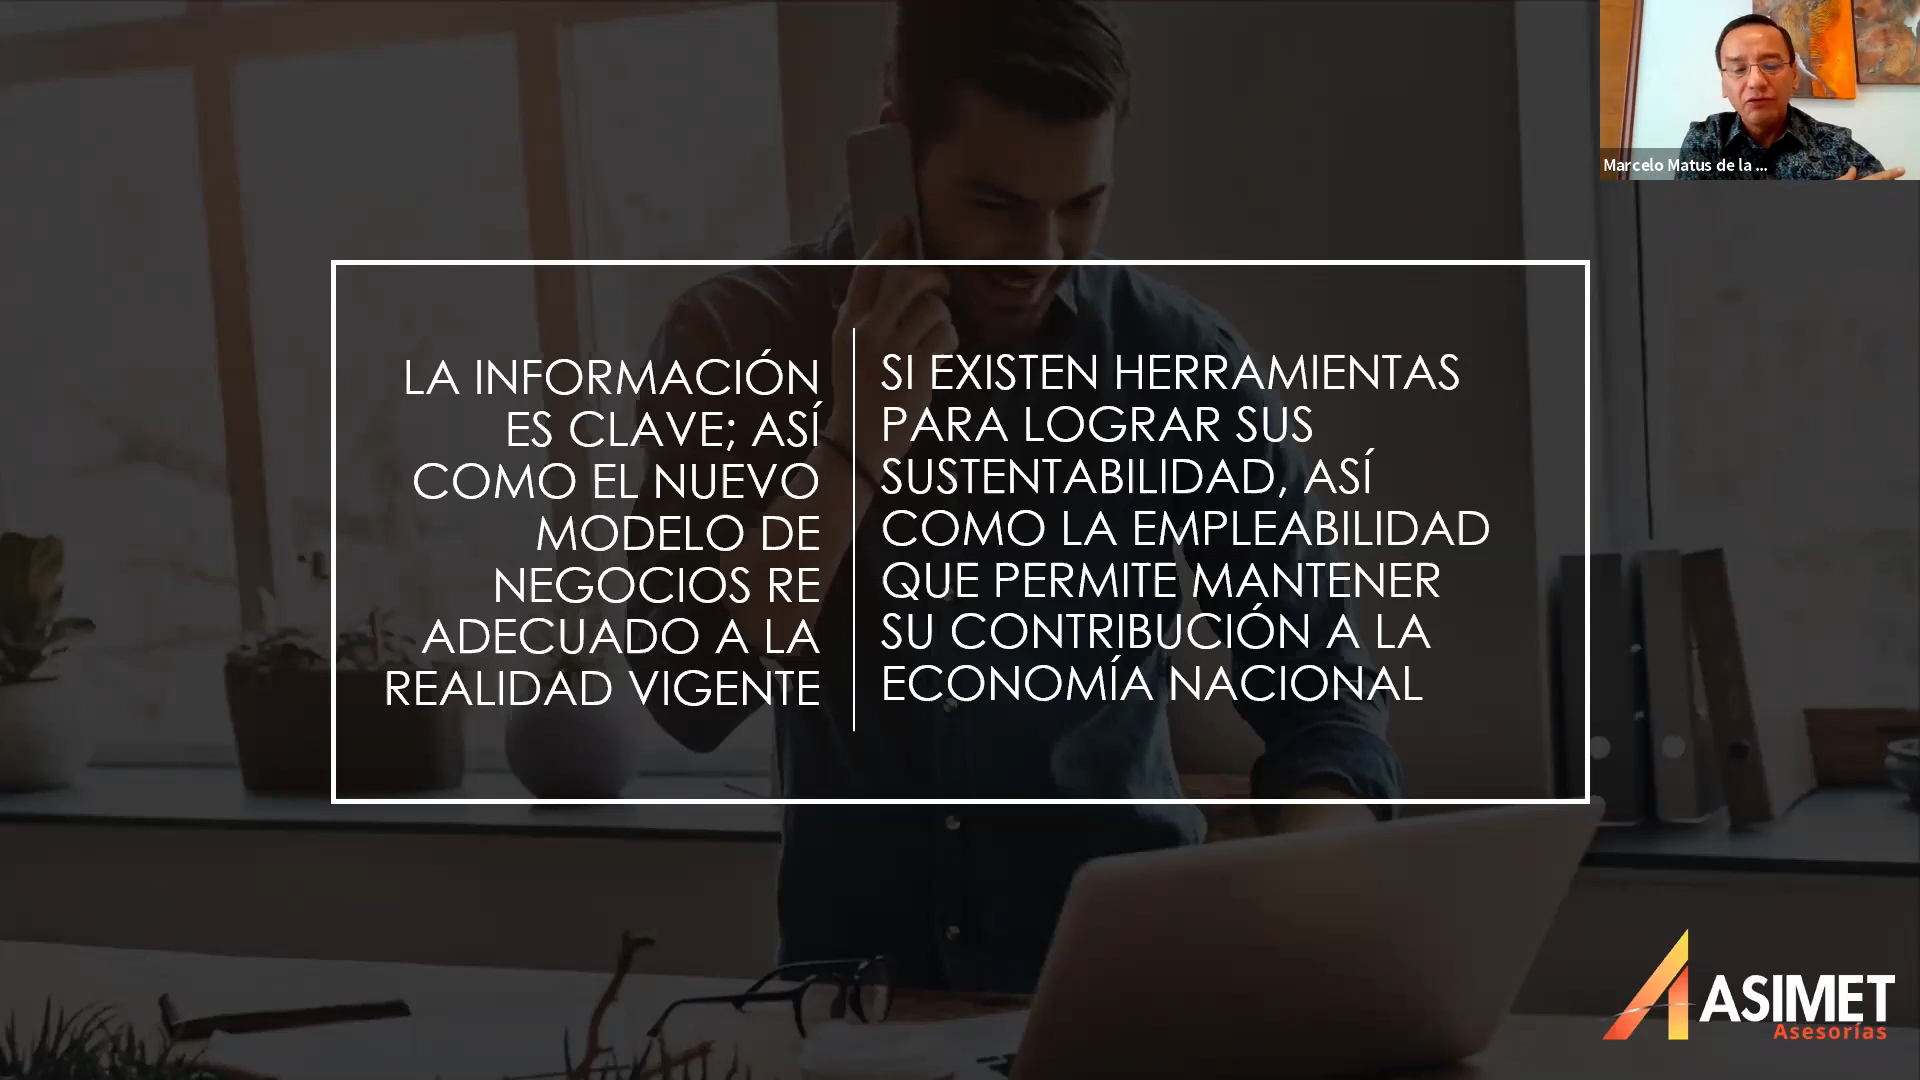 Marcelo Matus de la ...
LA INFORMACIÓN
ES CLAVE; ASÍ
COMO EL NUEVO
MODELO DE
NEGOCIOS RE
ADECUADO A LA
REALIDAD VIGENTE
SI EXISTEN HERRAMIENTAS
PARA LOGRAR SUS
SUSTENTABILIDAD, ASÍ
COMO LA EMPLEABILIDAD
QUE PERMITE MANTENER
SU CONTRIBUCIÓN A LA
ECONOMÍA NACIONAL
ASIMET
Asesorías